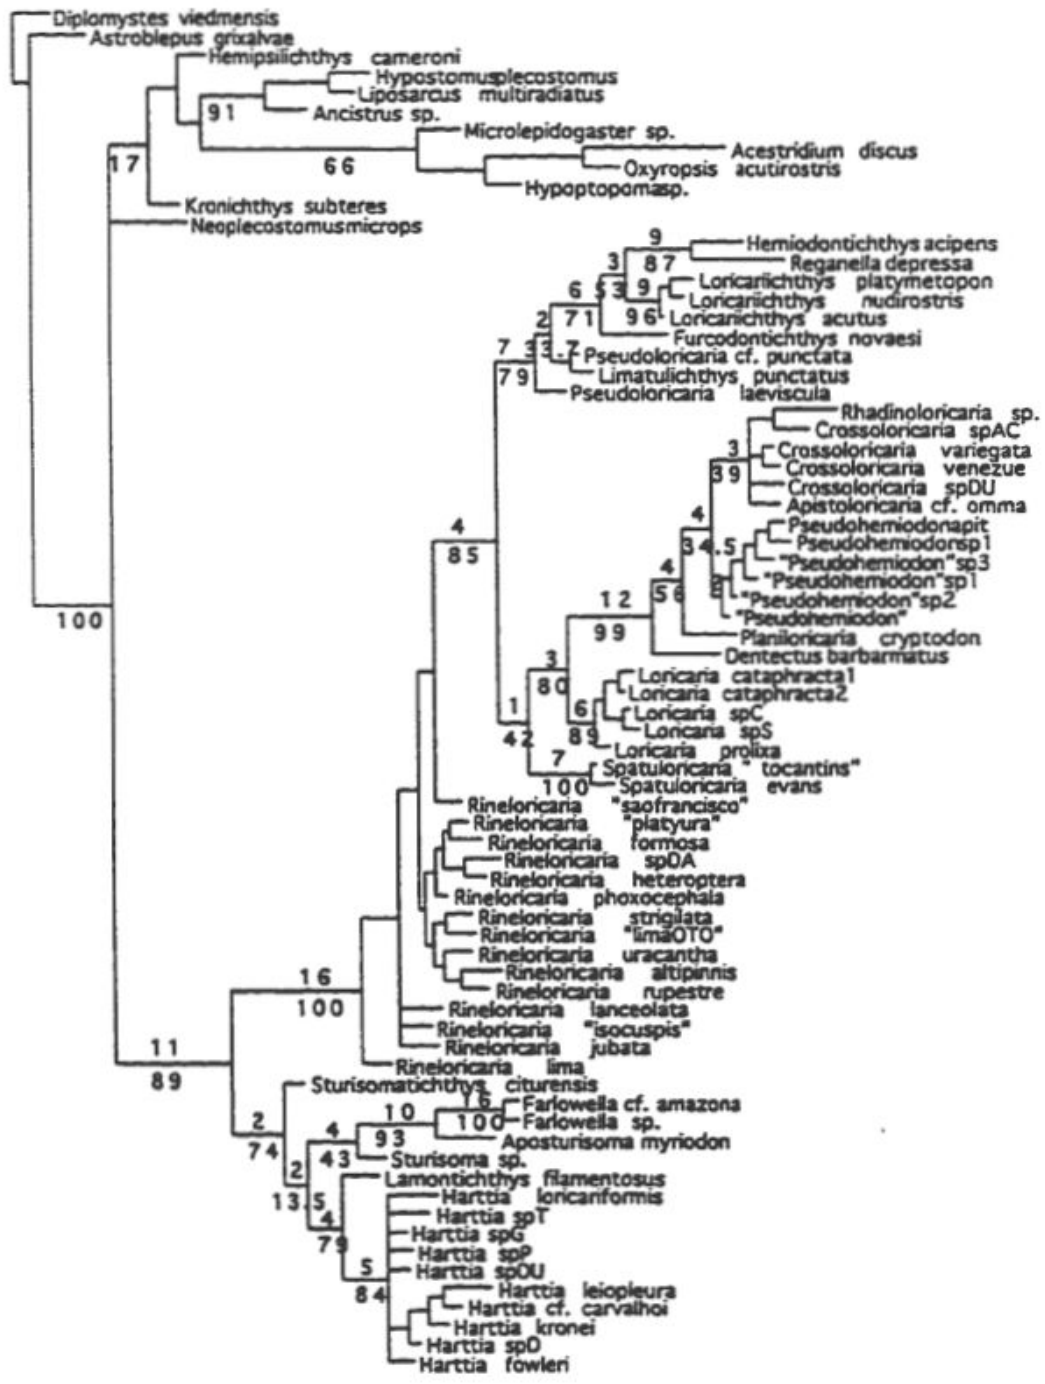 Diplomystes viedmensis
Astroblepus grixalvae
Hemipsilichthys cameroni
Hypostomusplecostomus
Liposarcus multiradiatus
91
Ancistrus sp.
Microlepidogaster sp.
Acestridium discus
17
66
Oxyropsis acutirostris
Hypoptopomasp.
Kronichthys subteres
Neoplecostomusmicrops
9
Hemiodontichthys acipens
3
87
Reganella depressa
6
53
9
Loricariichthys platymetopon
Loricariichthys nudirostris
2
71
96
Loricariichthys acutus
Furcodontichthys novaesi
7
33.7
Pseudoloricaria cf. punctata
79
Limatulichthys punctatus
Pseudoloricaria laeviscula
Rhadinoloricaria sp.
Crossoloricaria spAC
3
Crossoloricaria variegata
39
Crossoloricaria venezue
Crossoloricaria spDU
Apistoloricaria cf. omma
4
Pseudohemiodonapit
4
34.5
Pseudohemiodonsp1
85
"Pseudohemiodon"sp3
4
"Pseudohemiodon"sp1
12
56
"Pseudohemiodon"sp2
"Pseudohemiodon"
100
99
Planiloricaria cryptodon
Dentectus barbarmatus
3
80
Loricaria cataphracta1
Loricaria cataphracta2
1
6
Loricaria spC
42
89
Loricaria spS
Loricaria prolixa
7
Spatuloricaria " tocantins"
100
Spatuloricaria evans
Rineloricaria "saofrancisco"
Rineloricaria "platyura"
Rineloricaria formosa
Rineloricaria spDA
Rineloricaria heteroptera
Rineloricaria phoxocephala
Rineloricaria strigilata
Rineloricaria "limaOTO"
Rineloricaria uracantha
16
Rineloricaria altipinnis
Rineloricaria rupestre
100
Rineloricaria lanceolata
Rineloricaria "isocuspis"
11
Rineloricaria jubata
Rineloricaria lima
89
Sturisomatichthys citurensis
16
Farlowella cf. amazona
2
4
10
100
Farlowella sp.
74
43
93
Aposturisoma myriodon
2
Sturisoma sp.
13.5
Lamontichthys filamentosus
Harttia loricariformis
4
Harttia spT
79
Harttia spG
Harttia spP
5
Harttia spDU
84
Harttia leiopleura
Harttia cf. carvalhoi
Harttia kronei
Harttia spD
Harttia fowleri